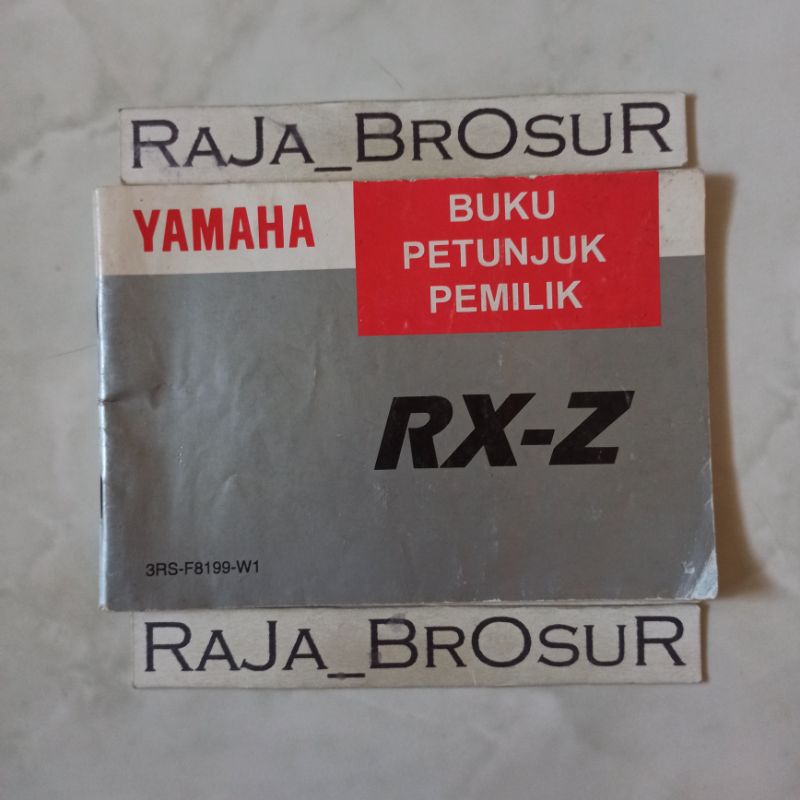 RAJA_BROSUR
YAMAHA
BUKU
PETUNJUK
PEMILIK
RX-Z
3RS-F8199-W1
RAJA_BROSUR